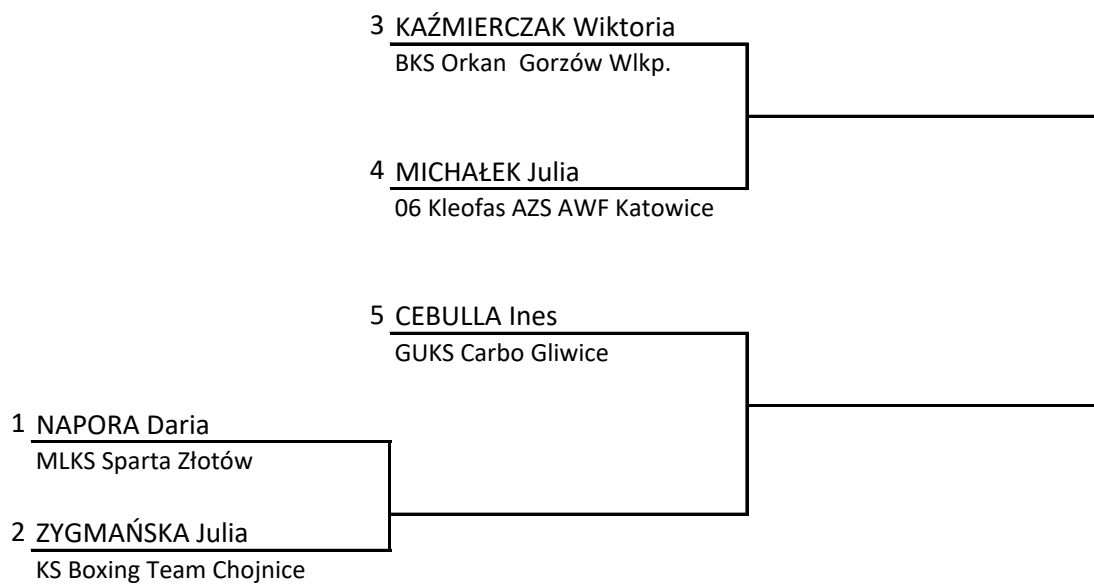 3 KAŹMIERCZAK Wiktoria
BKS Orkan  Gorzów Wlkp.
4 MICHAŁEK Julia
06 Kleofas AZS AWF Katowice
5 CEBULLA Ines
GUKS Carbo Gliwice
1 NAPORA Daria
MLKS Sparta Złotów
2 ZYGMAŃSKA Julia
KS Boxing Team Chojnice